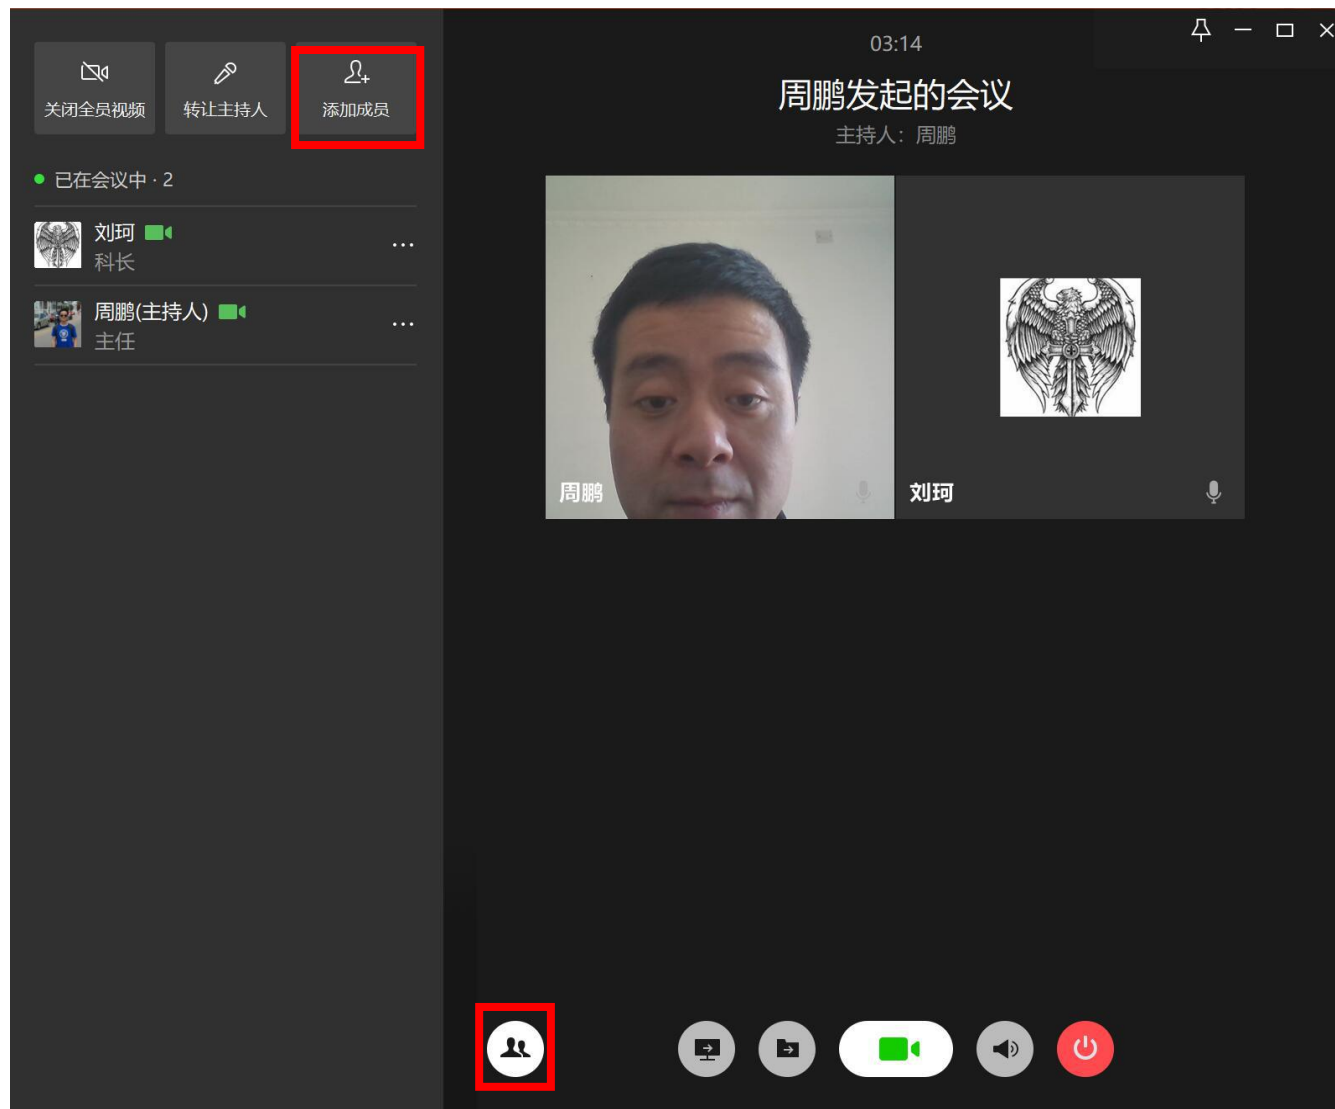 03:14
周鹏发起的会议
主持人：周鹏
关闭全员视频
转让主持人
添加成员
已在会议中 · 2
刘珂
科长
周鹏(主持人)
主任
周鹏
刘珂